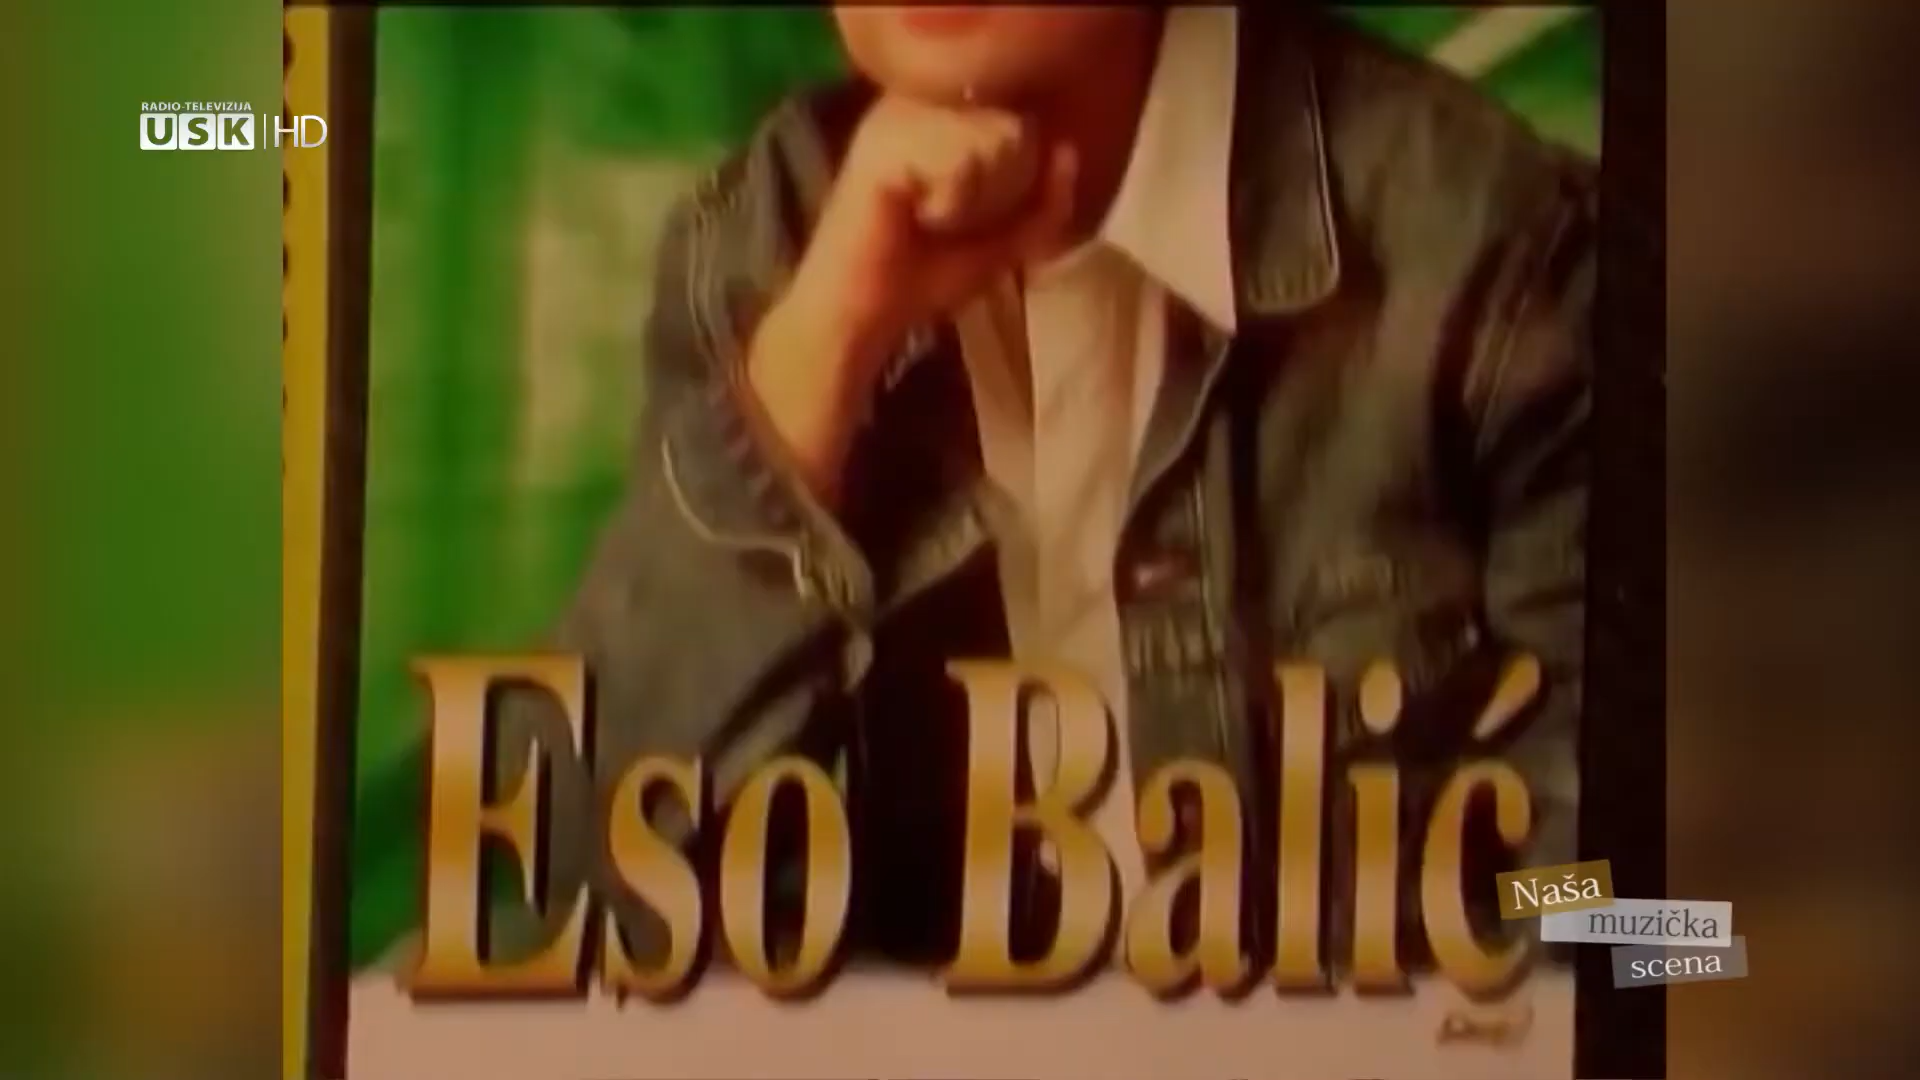 RADIO-TELEVIZIJA
USK HD
Eso Balić
Naša
muzička
scena